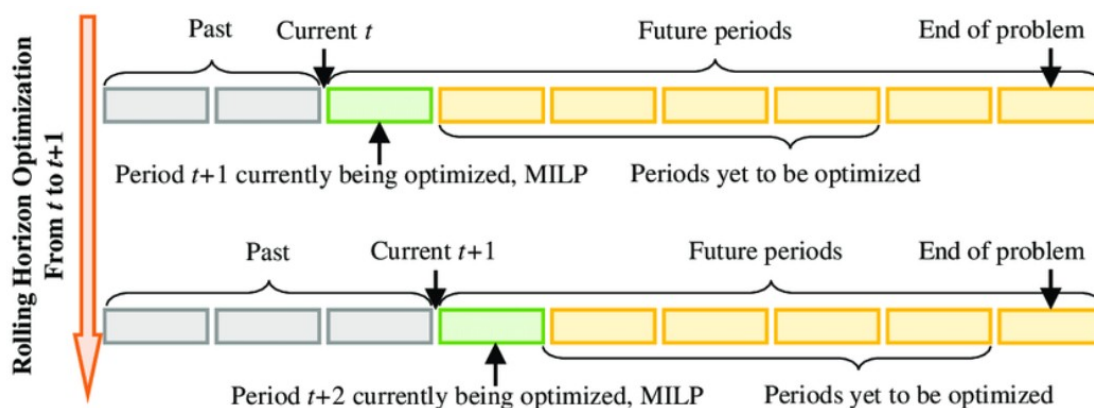 Rolling Horizon Optimization
From t to t+1
Past
Current t
Future periods
End of problem
Period t+1 currently being optimized, MILP
Periods yet to be optimized
Past
Current t+1
Future periods
End of problem
Period t+2 currently being optimized, MILP
Periods yet to be optimized